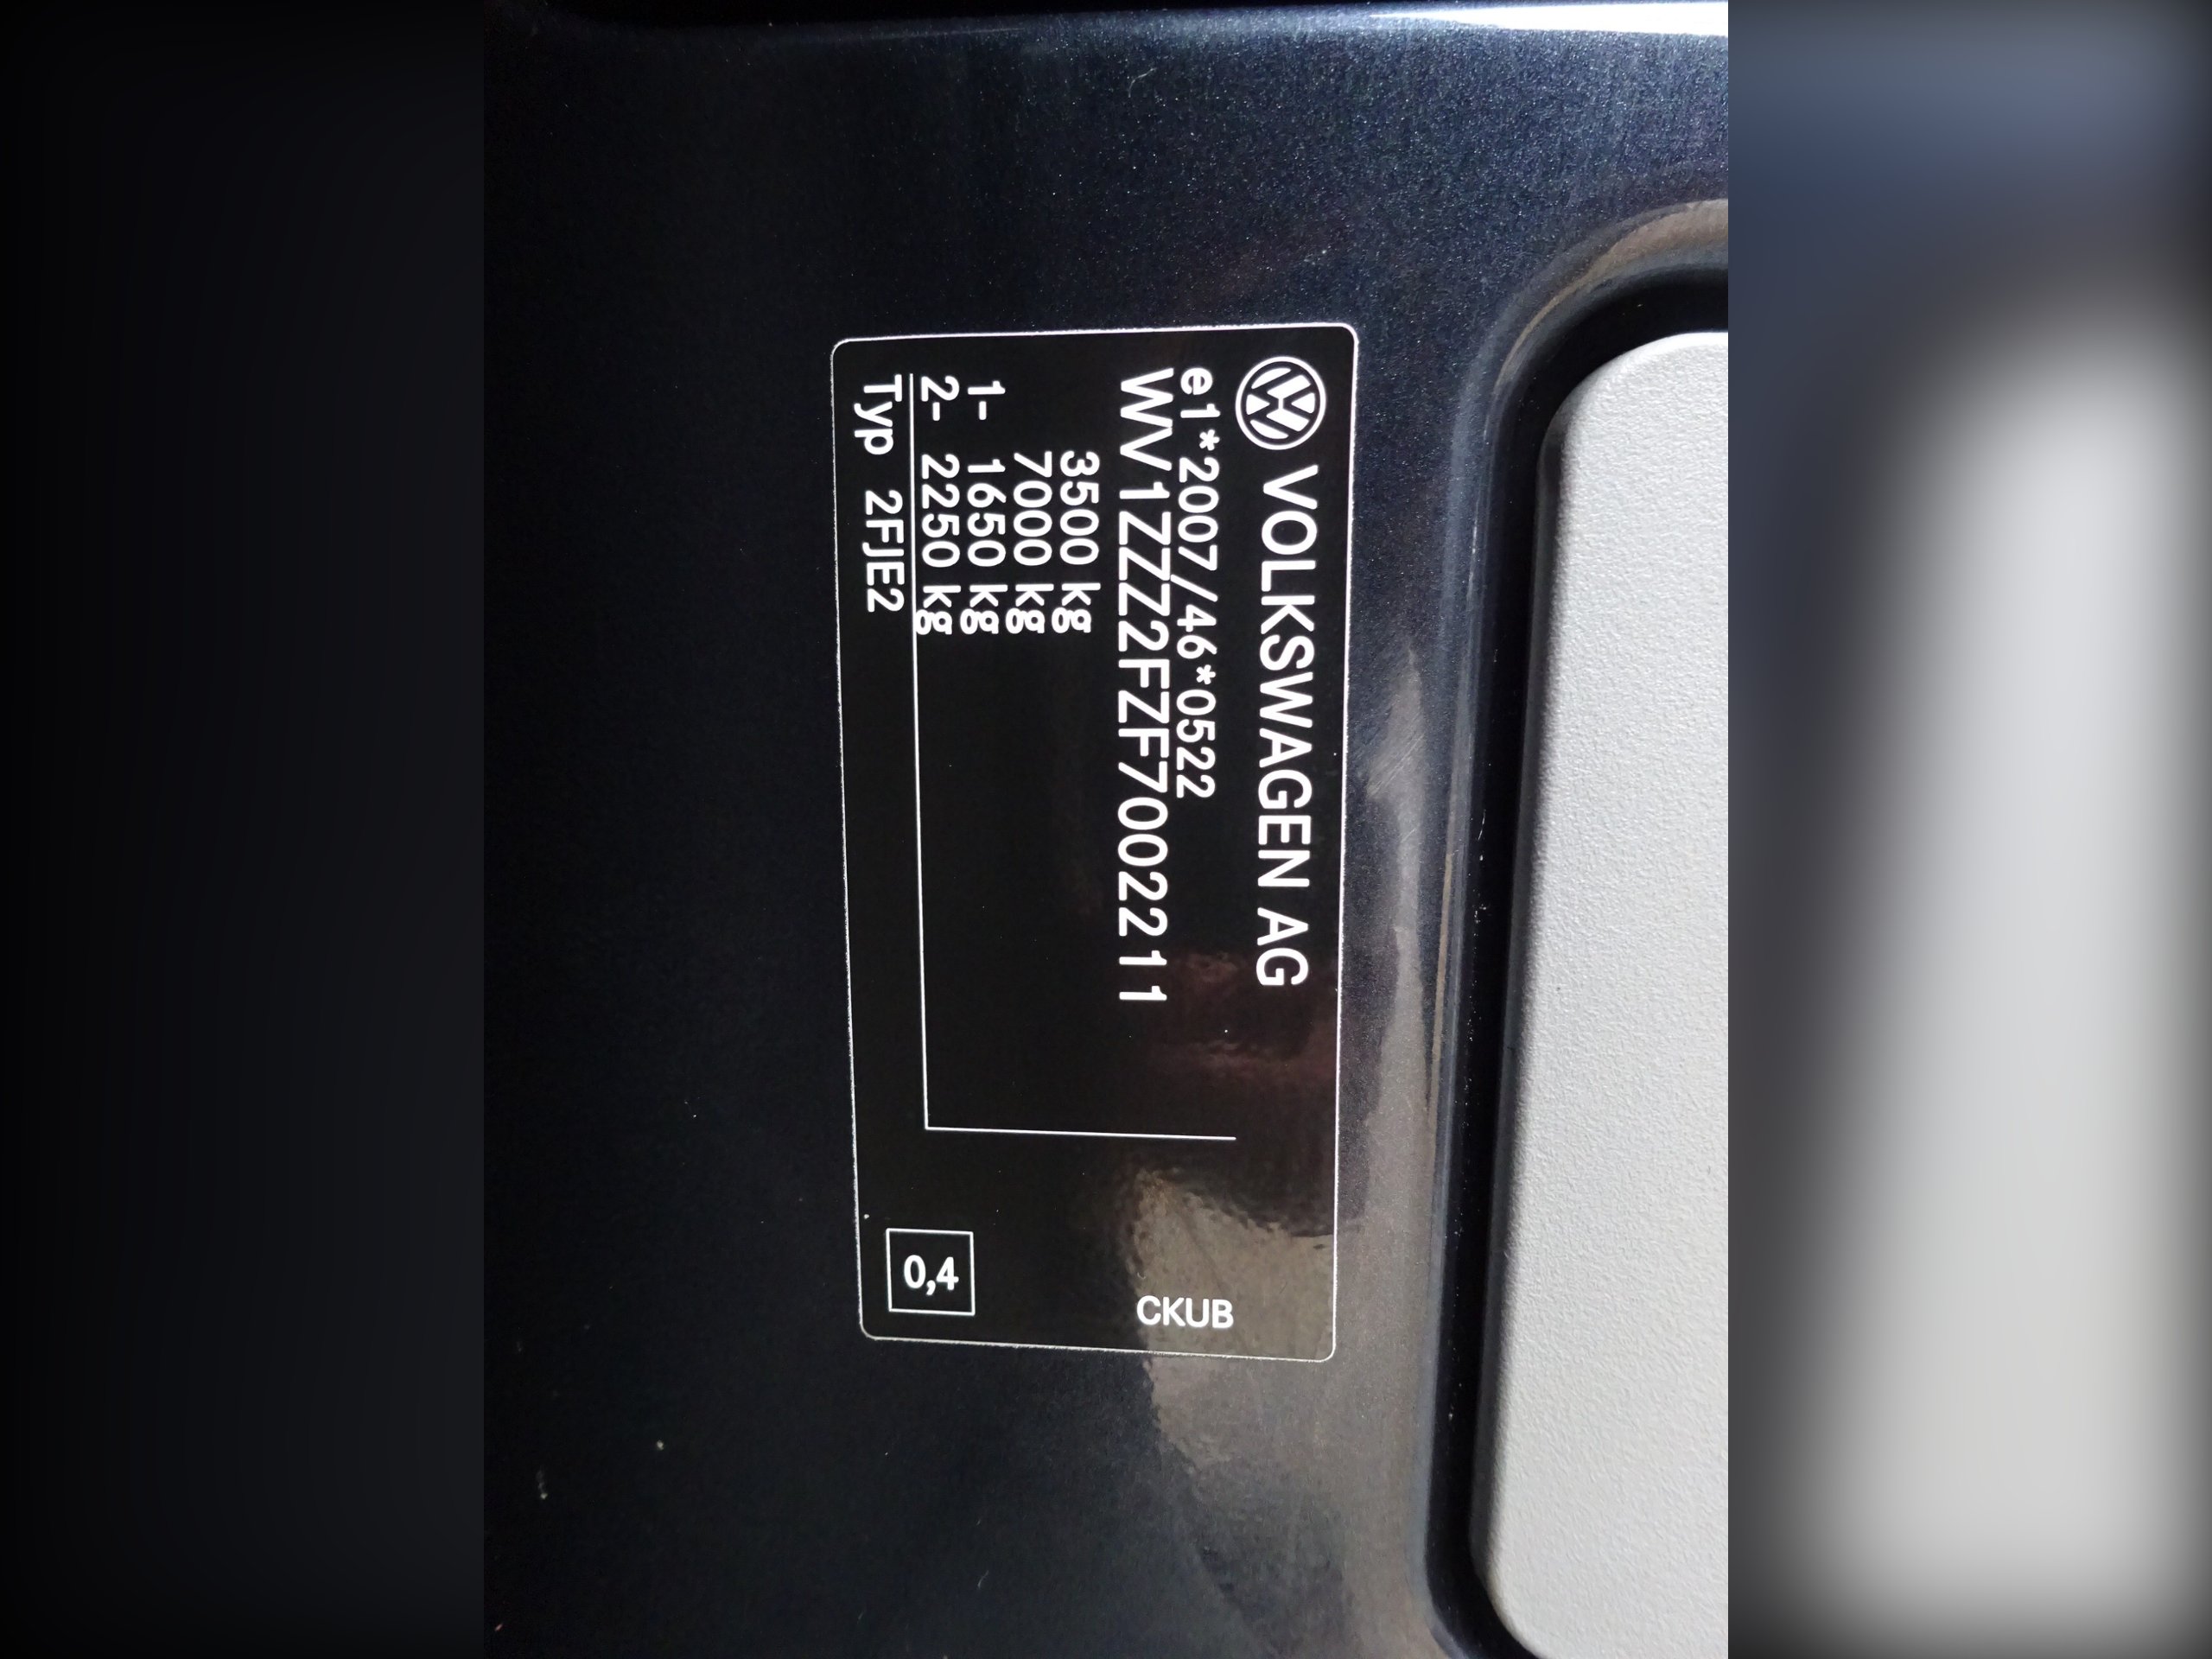 VOLKSWAGEN AG
e1*2007/46*0522
WV1ZZZ2FZF7002211
3500 kg
7000 kg
1- 1650 kg
2- 2250 kg
Typ 2FJE2
CKUB
0,4